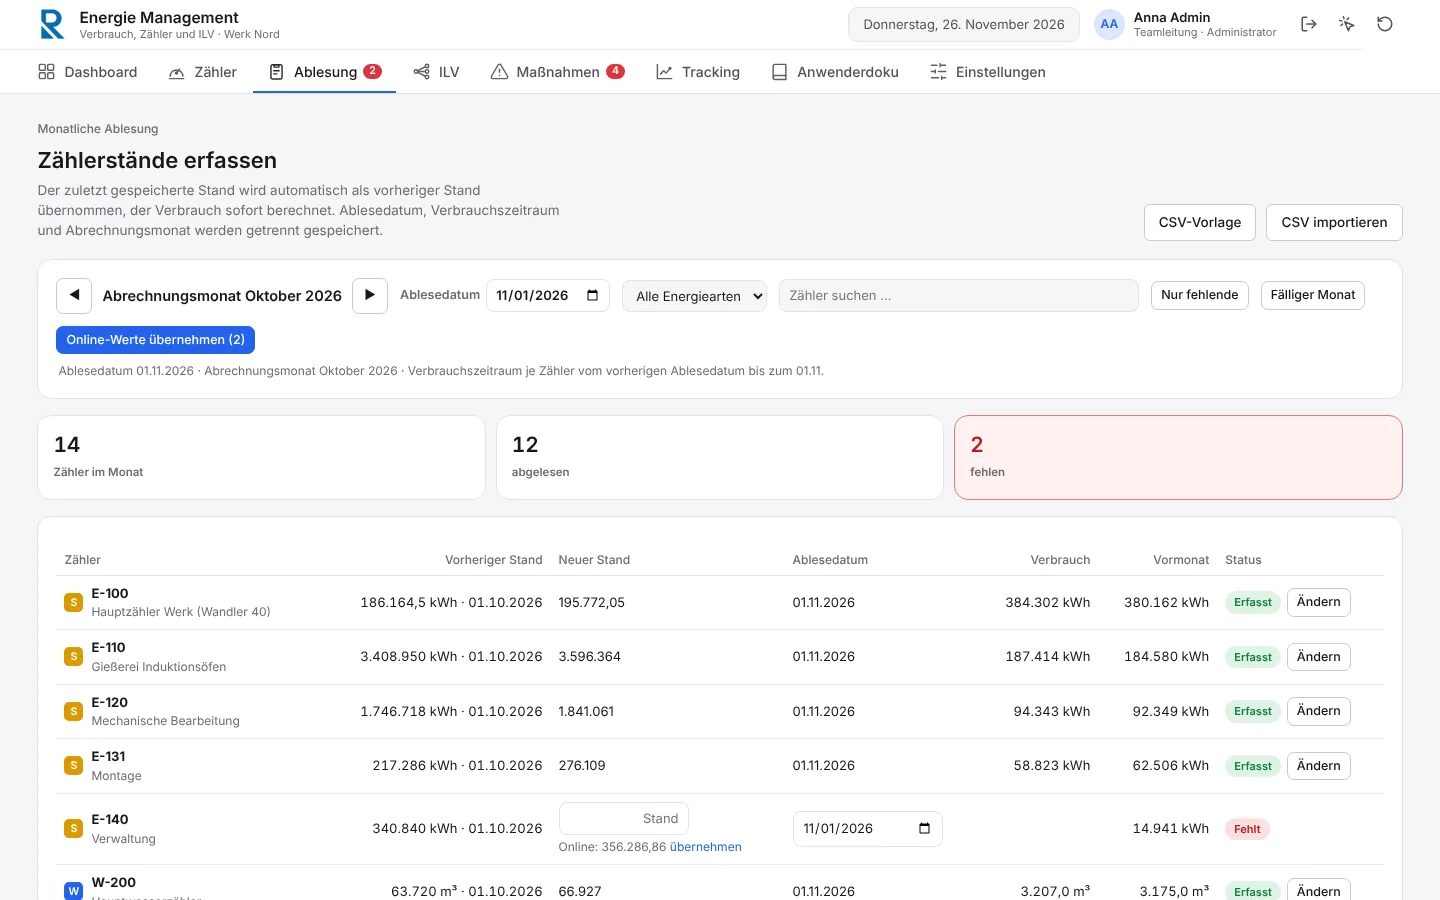 Energie Management
Verbrauch, Zähler und ILV · Werk Nord
Donnerstag, 26. November 2026
AA
Anna Admin
Teamleitung · Administrator
Dashboard
Zähler
Ablesung 2
ILV
Maßnahmen 4
Tracking
Anwenderdoku
Einstellungen
Monatliche Ablesung
Zählerstände erfassen
Der zuletzt gespeicherte Stand wird automatisch als vorheriger Stand
übernommen, der Verbrauch sofort berechnet. Ablesedatum, Verbrauchszeitraum
und Abrechnungsmonat werden getrennt gespeichert.
CSV-Vorlage
CSV importieren
Abrechnungsmonat Oktober 2026
Ablesedatum 11/01/2026
Alle Energiearten
Zähler suchen ...
Nur fehlende
Fälliger Monat
Online-Werte übernehmen (2)
Ablesedatum 01.11.2026 · Abrechnungsmonat Oktober 2026 · Verbrauchszeitraum je Zähler vom vorherigen Ablesedatum bis zum 01.11.
14
Zähler im Monat
12
abgelesen
2
fehlen
Zähler Vorheriger Stand Neuer Stand Ablesedatum Verbrauch Vormonat Status
S E-100
Hauptzähler Werk (Wandler 40)
186.164,5 kWh · 01.10.2026 195.772,05 01.11.2026 384.302 kWh 380.162 kWh Erfasst Ändern
S E-110
Gießerei Induktionsöfen
3.408.950 kWh · 01.10.2026 3.596.364 01.11.2026 187.414 kWh 184.580 kWh Erfasst Ändern
S E-120
Mechanische Bearbeitung
1.746.718 kWh · 01.10.2026 1.841.061 01.11.2026 94.343 kWh 92.349 kWh Erfasst Ändern
S E-131
Montage
217.286 kWh · 01.10.2026 276.109 01.11.2026 58.823 kWh 62.506 kWh Erfasst Ändern
S E-140
Verwaltung
340.840 kWh · 01.10.2026 Stand 11/01/2026 14.941 kWh Fehlt
Online: 356.286,86 übernehmen
W W-200
63.720 m³ · 01.10.2026 66.927 01.11.2026 3.207,0 m³ 3.175,0 m³ Erfasst Ändern